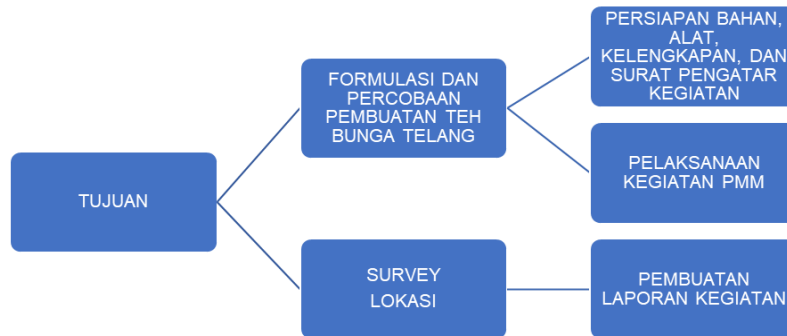 TUJUAN
FORMULASI DAN
PERCOBAAN
PEMBUATAN TEH
BUNGA TELANG
SURVEY
LOKASI
PERSIAPAN BAHAN,
ALAT,
KELENGKAPAN, DAN
SURAT PENGATAR
KEGIATAN
PELAKSANAAN
KEGIATAN PMM
PEMBUATAN
LAPORAN KEGIATAN